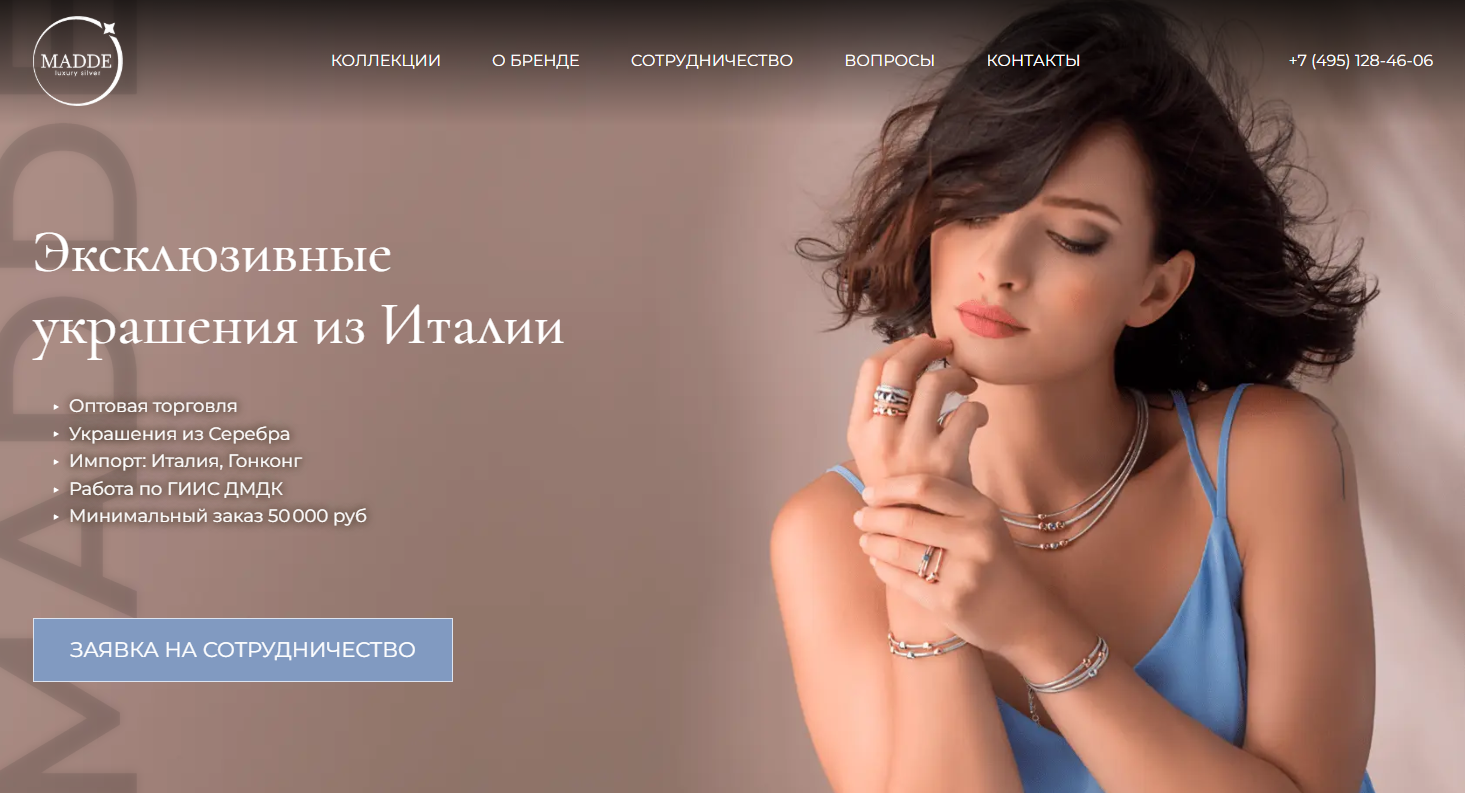 MADDE
luxury silver
КОЛЛЕКЦИИ
О БРЕНДЕ
СОТРУДНИЧЕСТВО
ВОПРОСЫ
КОНТАКТЫ
+7 (495) 128-46-06
MADDE
Эксклюзивные
украшения из Италии
Оптовая торговля
Украшения из Серебра
Импорт: Италия, Гонконг
Работа по ГИИС ДМДК
Минимальный заказ 50 000 руб
ЗАЯВКА НА СОТРУДНИЧЕСТВО